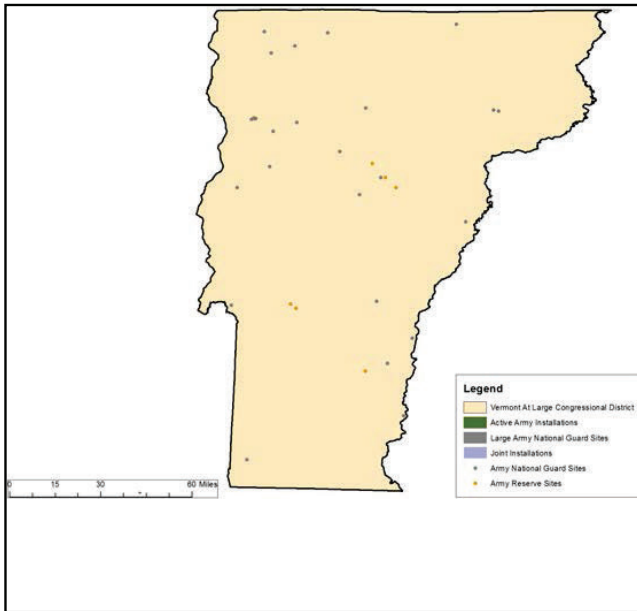 Legend
Vermont At Large Congressional District
Active Army Installations
Large Army National Guard Sites
Joint Installations
Army National Guard Sites
Army Reserve Sites
0 15 30 60 Miles